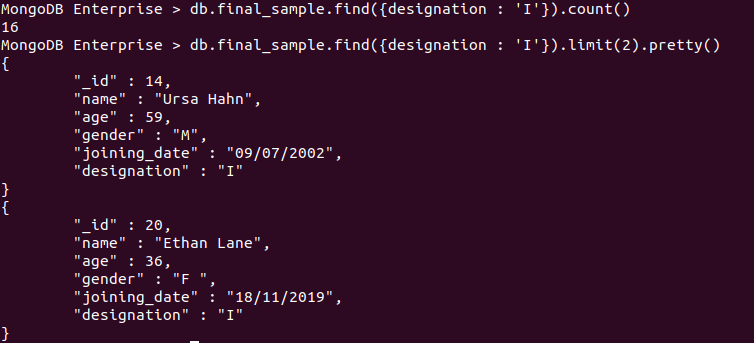 MongoDB Enterprise > db.final_sample.find({designation : 'I'}).count()
16
MongoDB Enterprise > db.final_sample.find({designation : 'I'}).limit(2).pretty()
{
        "_id" : 14,
        "name" : "Ursa Hahn",
        "age" : 59,
        "gender" : "M",
        "joining_date" : "09/07/2002",
        "designation" : "I"
}
{
        "_id" : 20,
        "name" : "Ethan Lane",
        "age" : 36,
        "gender" : "F ",
        "joining_date" : "18/11/2019",
        "designation" : "I"
}